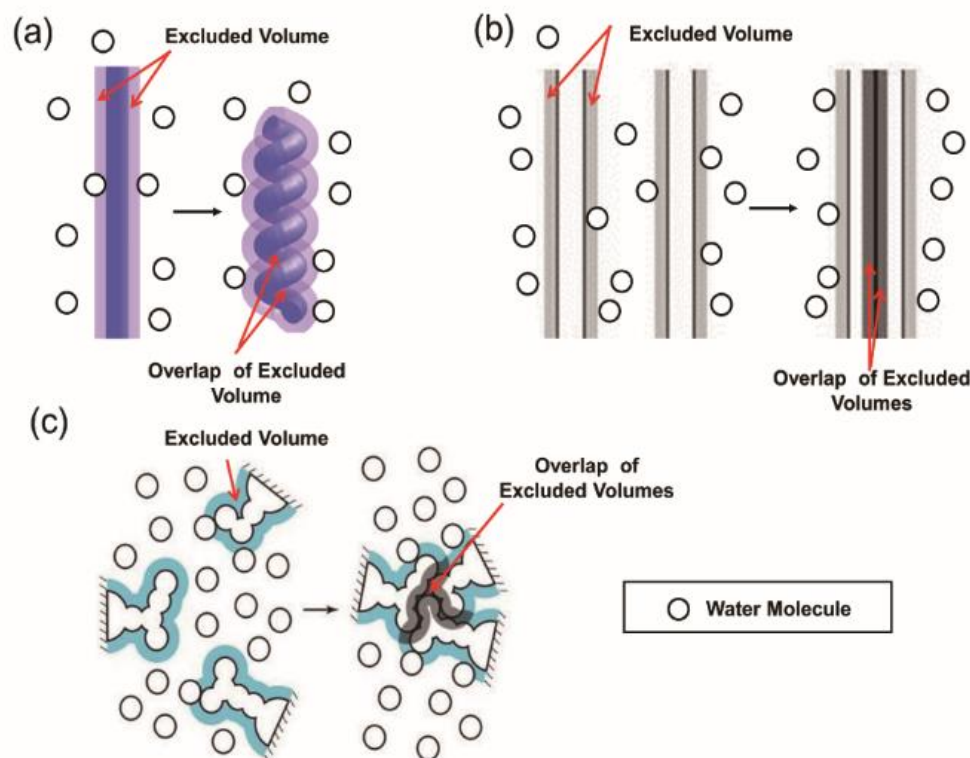 (a)
Excluded Volume
Overlap of Excluded
Volume
(b)
Excluded Volume
Overlap of Excluded
Volumes
(c)
Excluded Volume
Overlap of
Excluded Volumes
Water Molecule